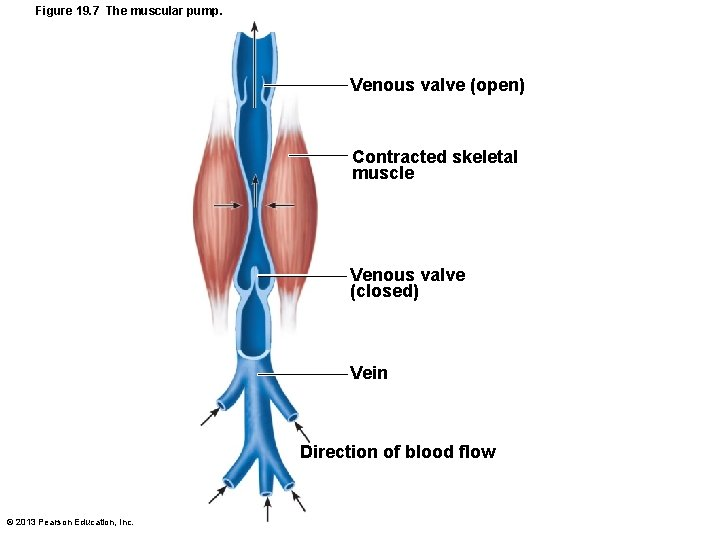 Figure 19.7 The muscular pump.
Venous valve (open)
Contracted skeletal
muscle
Venous valve
(closed)
Vein
Direction of blood flow
© 2013 Pearson Education, Inc.